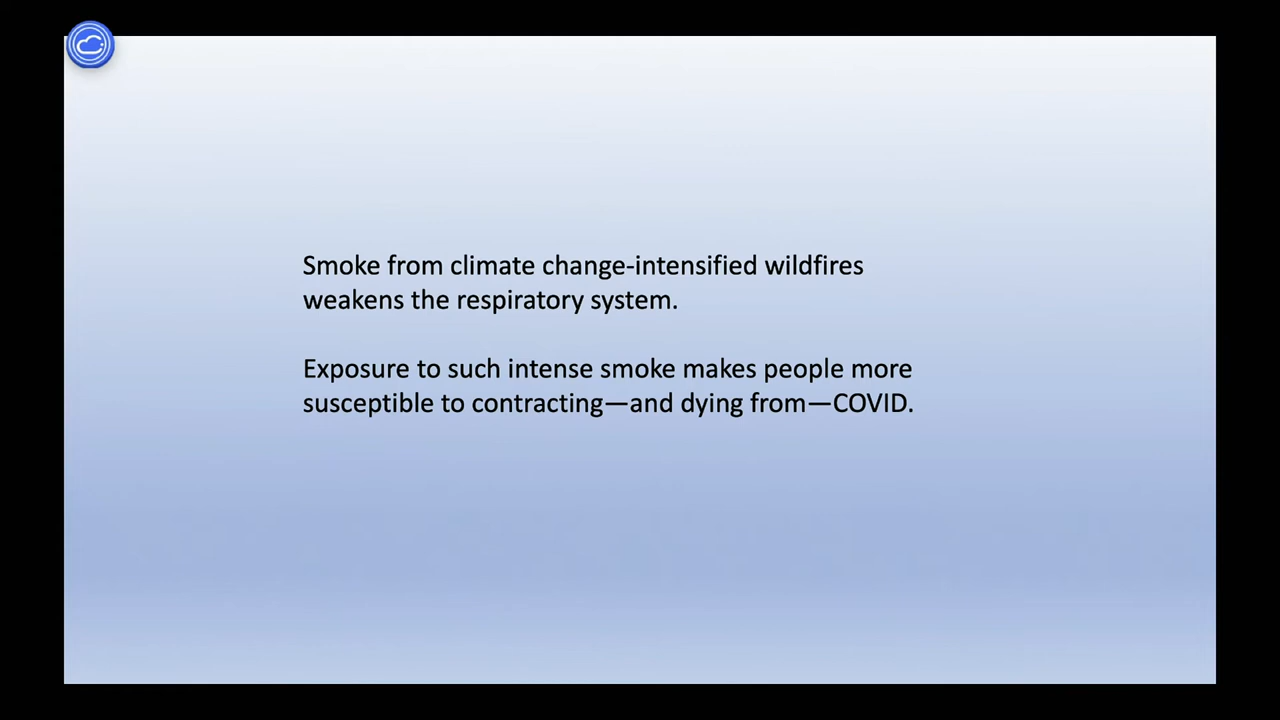 Smoke from climate change-intensified wildfires
weakens the respiratory system.
Exposure to such intense smoke makes people more
susceptible to contracting—and dying from—COVID.